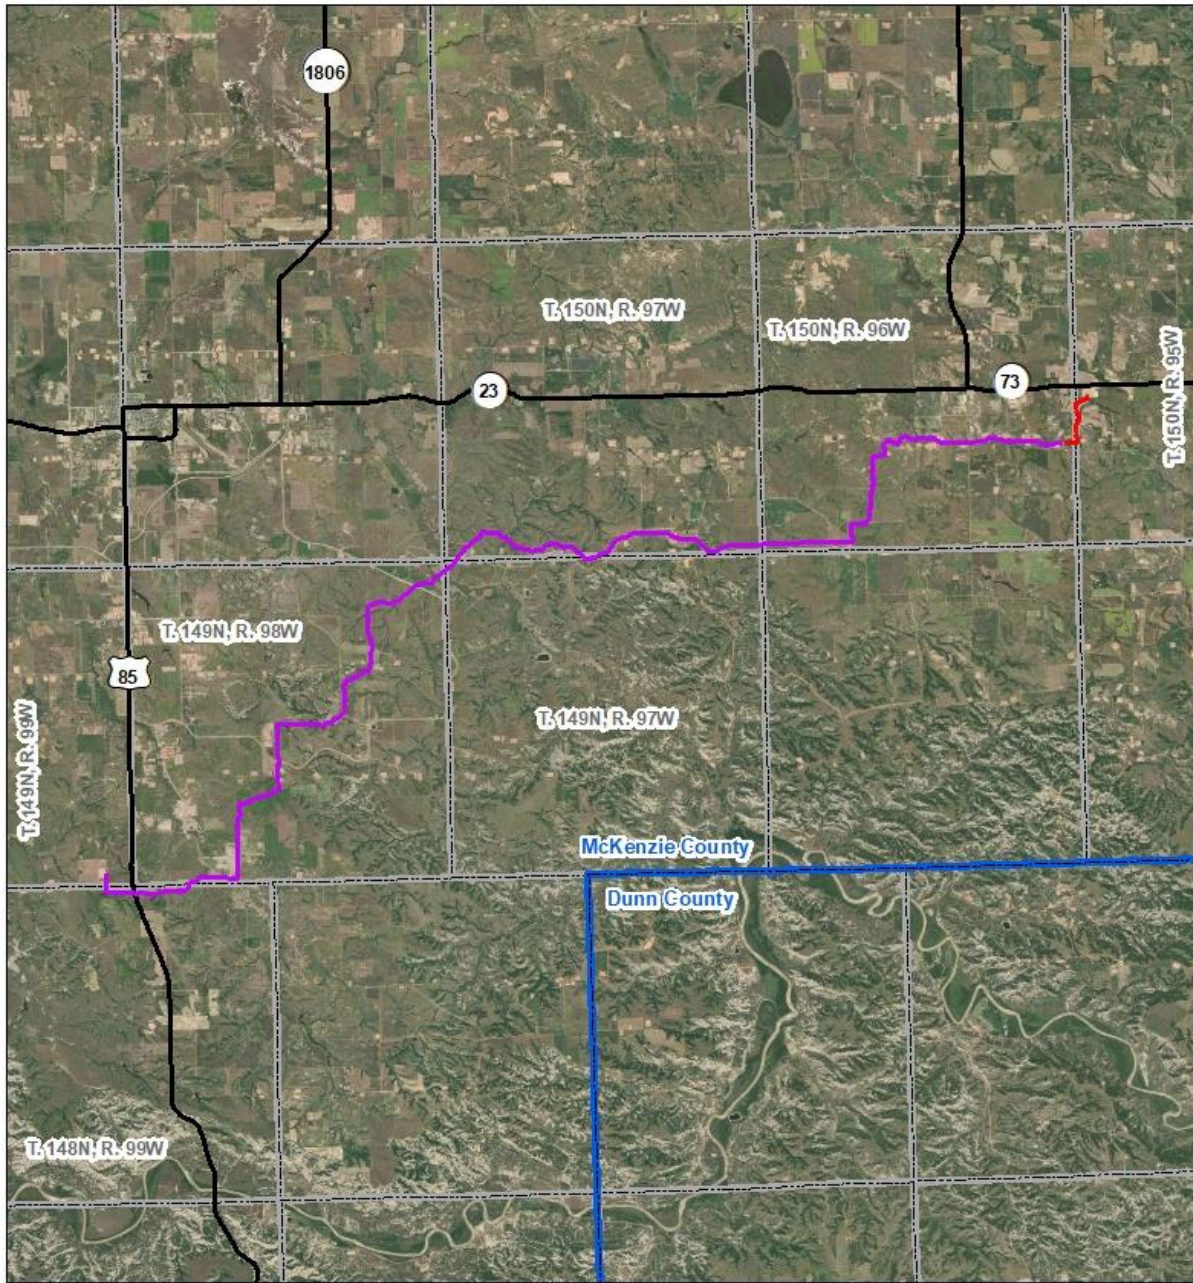 1806
T. 150N, R. 97W
T. 150N, R. 96W
T. 150N, R. 95W
23
73
T. 149N, R. 98W
85
T. 149N, R. 99W
T. 149N, R. 97W
McKenzie County
Dunn County
T. 148N, R. 99W